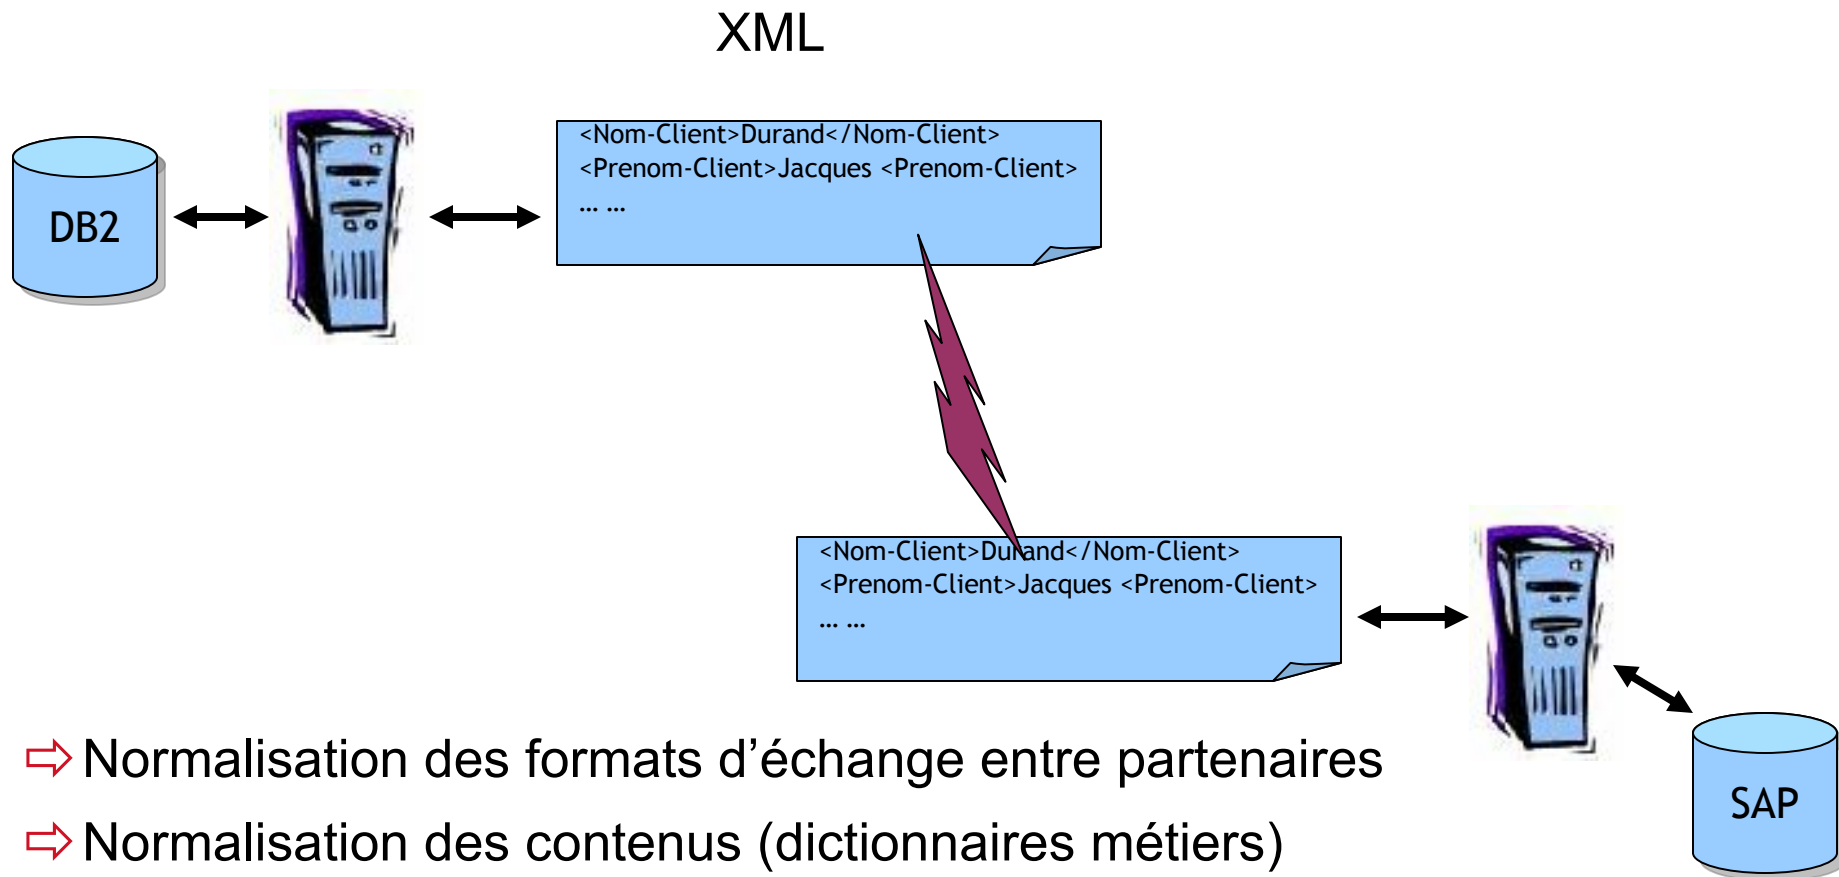 XML
<Nom-Client>Durand</Nom-Client>
<Prenom-Client>Jacques <Prenom-Client>
... ...
DB2
<Nom-Client>Durand</Nom-Client>
<Prenom-Client>Jacques <Prenom-Client>
... ...
⇨ Normalisation des formats d’échange entre partenaires
SAP
⇨ Normalisation des contenus (dictionnaires métiers)